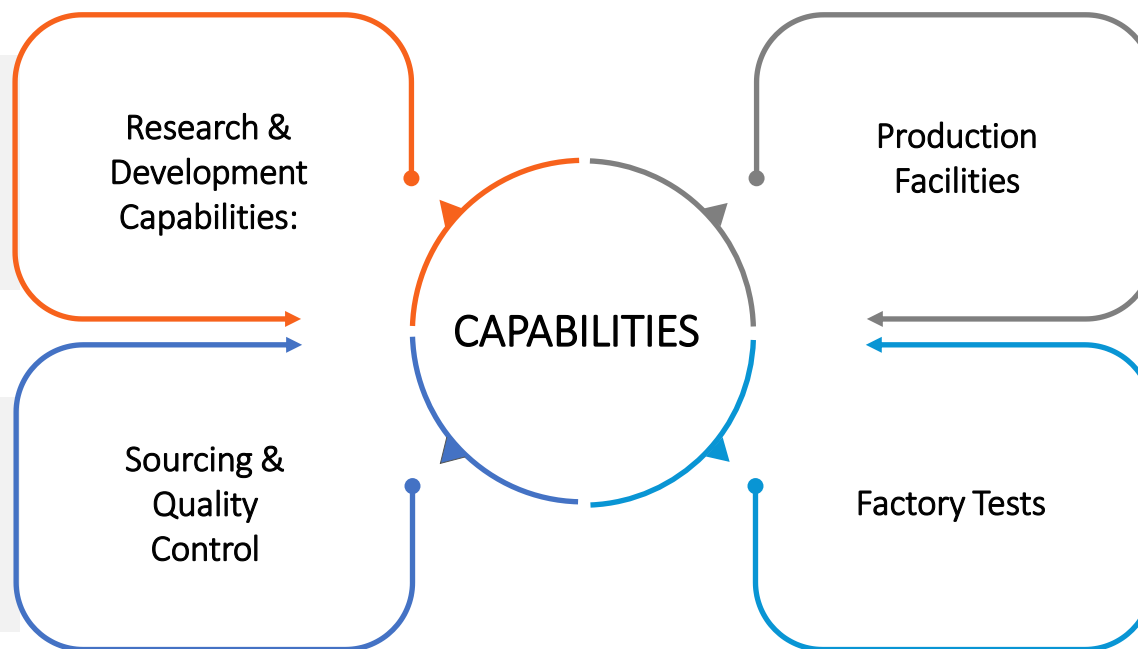 Research &
Development
Capabilities:
Production
Facilities
CAPABILITIES
Sourcing &
Quality
Control
Factory Tests